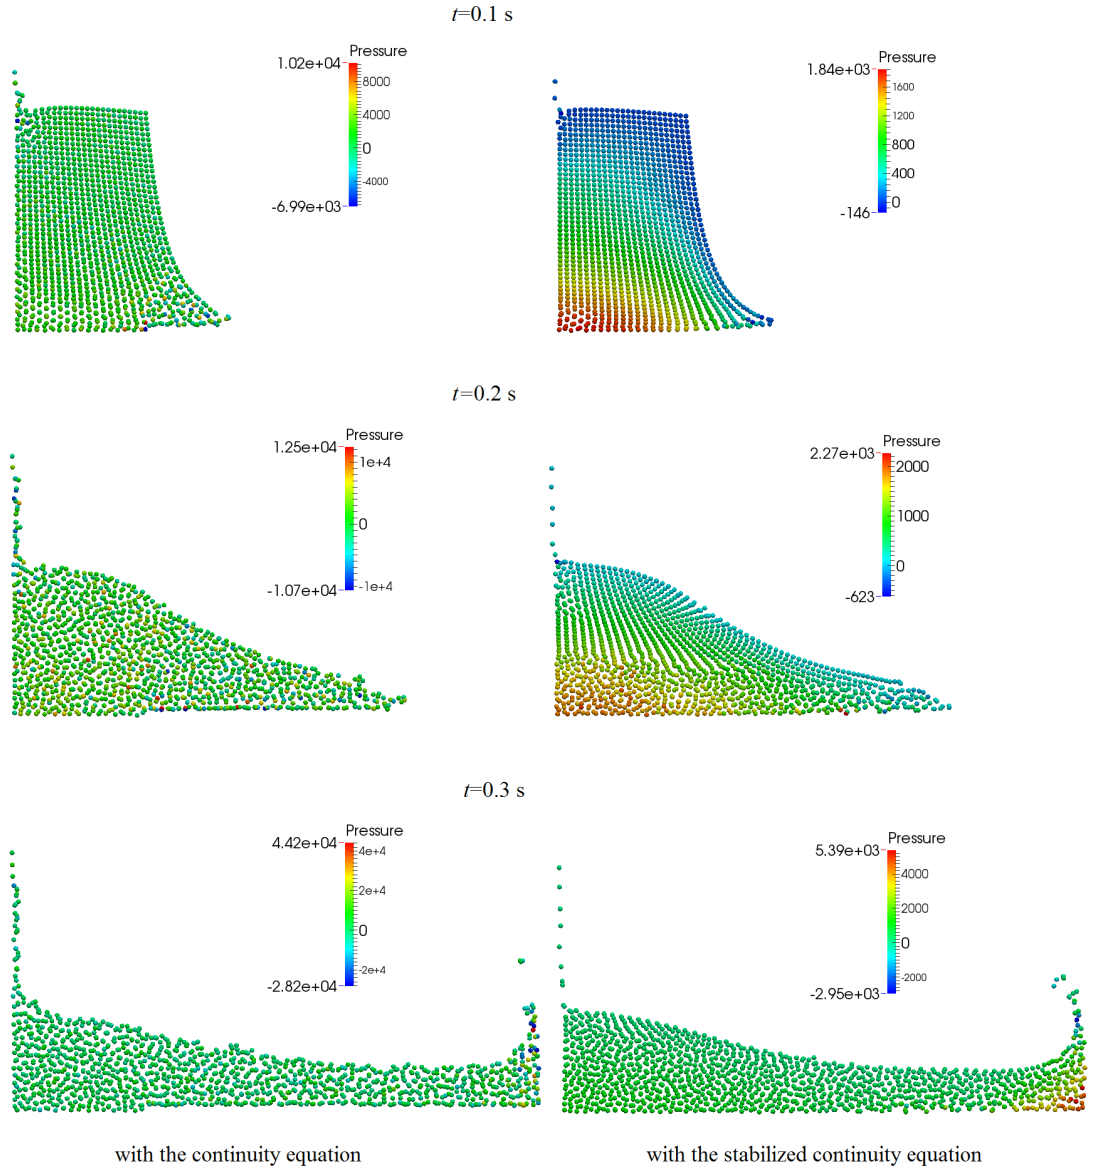 t=0.1 s
Pressure
1.02e+04
8000
4000
0
-4000
-6.99e+03
Pressure
1.84e+03
1600
1200
800
400
0
-146
t=0.2 s
Pressure
1.25e+04
1e+4
0
-1e+4
-1.07e+04
Pressure
2.27e+03
2000
1000
0
-623
t=0.3 s
Pressure
4.42e+04
4e+4
2e+4
0
-2e+4
-2.82e+04
Pressure
5.39e+03
4000
2000
0
-2000
-2.95e+03
with the continuity equation
with the stabilized continuity equation